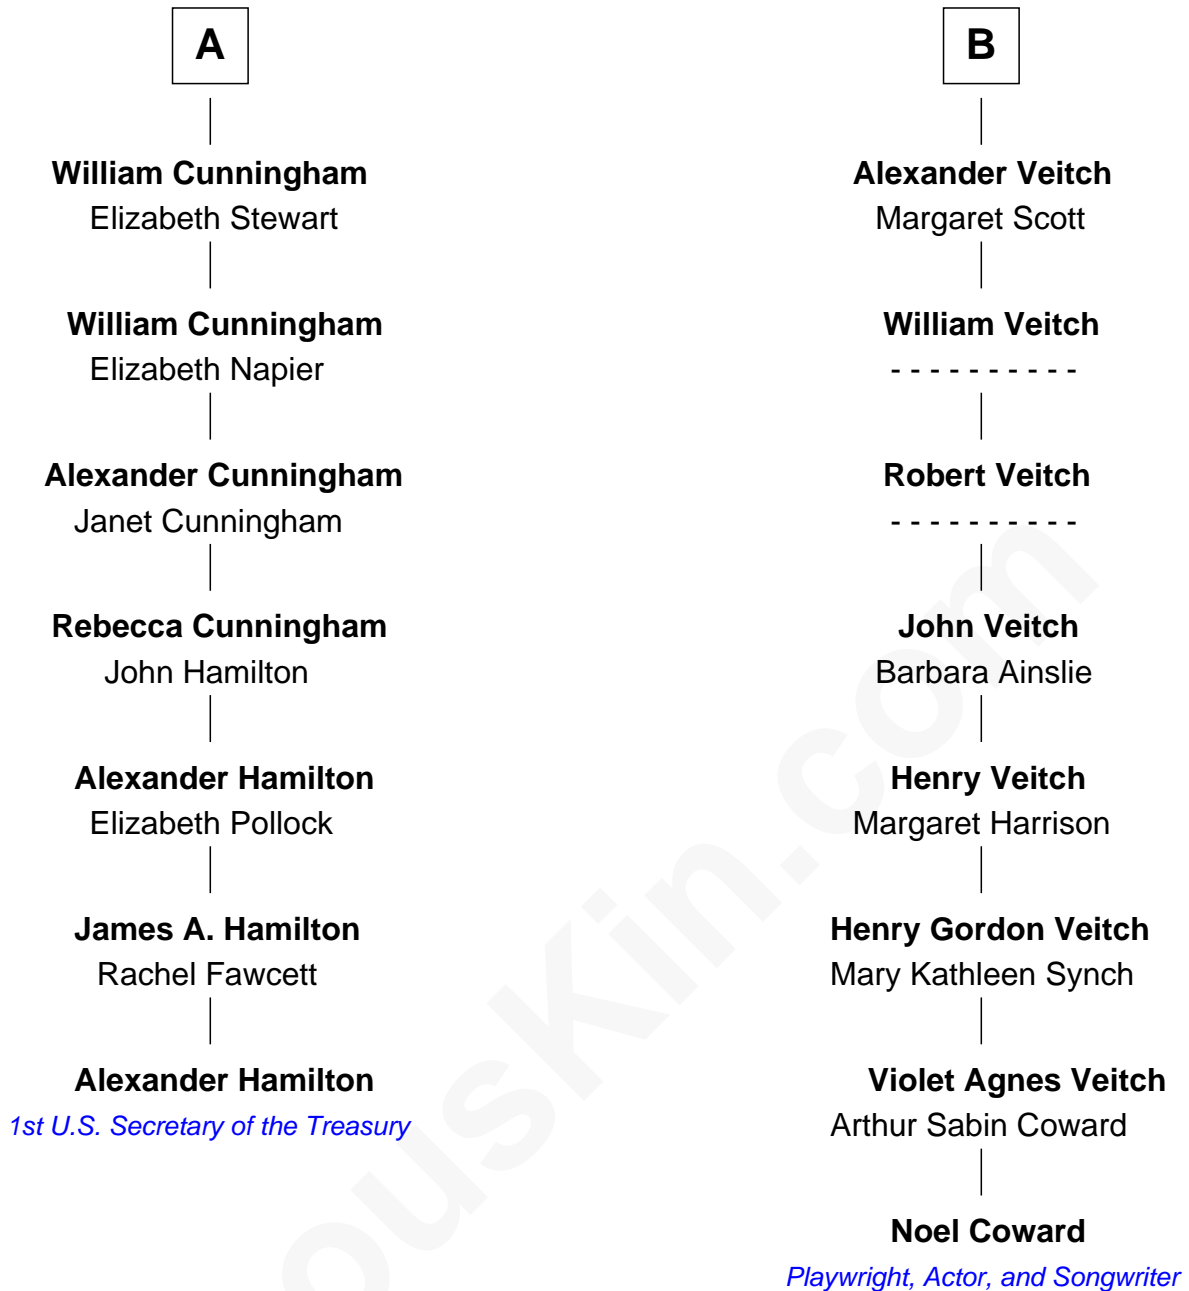 A
William Cunningham
Elizabeth Stewart
William Cunningham
Elizabeth Napier
Alexander Cunningham
Janet Cunningham
Rebecca Cunningham
John Hamilton
Alexander Hamilton
Elizabeth Pollock
James A. Hamilton
Rachel Fawcett
Alexander Hamilton
1st U.S. Secretary of the Treasury
B
Alexander Veitch
Margaret Scott
William Veitch
- - - - - - - - - -
Robert Veitch
- - - - - - - - - -
John Veitch
Barbara Ainslie
Henry Veitch
Margaret Harrison
Henry Gordon Veitch
Mary Kathleen Synch
Violet Agnes Veitch
Arthur Sabin Coward
Noel Coward
Playwright, Actor, and Songwriter
ousKin.com